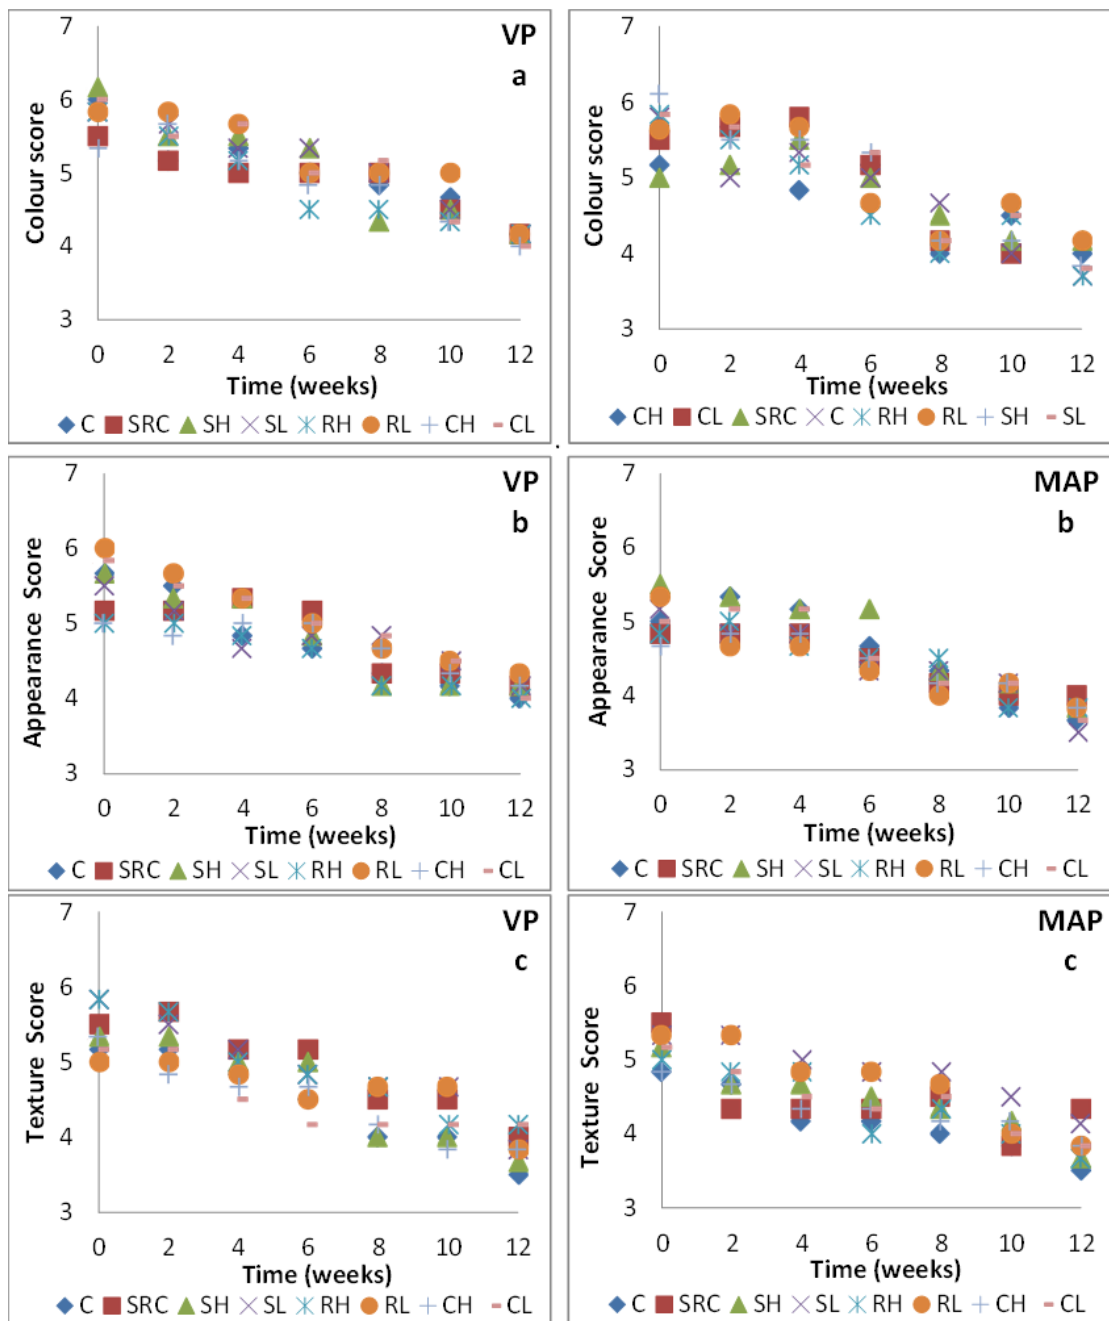 7
6
5
4
3
Colour score
VP
a
0 2 4 6 8 10 12
Time (weeks)
C SRC SH SL RH RL CH CL
7
6
5
4
3
Colour score
0 2 4 6 8 10 12
Time (weeks
CH CL SRC C RH RL SH SL
.
7
6
5
4
3
Appearance Score
VP
b
0 2 4 6 8 10 12
Time (weeks)
C SRC SH SL RH RL CH CL
7
6
5
4
3
Appearance Score
MAP
b
0 2 4 6 8 10 12
Time (weeks)
C SRC SH SL RH RL CH CL
7
6
5
4
3
Texture Score
VP
c
0 2 4 6 8 10 12
Time (weeks)
C SRC SH SL RH RL CH CL
7
6
5
4
3
Texture Score
MAP
c
0 2 4 6 8 10 12
Time (weeks)
C SRC SH SL RH RL CH CL